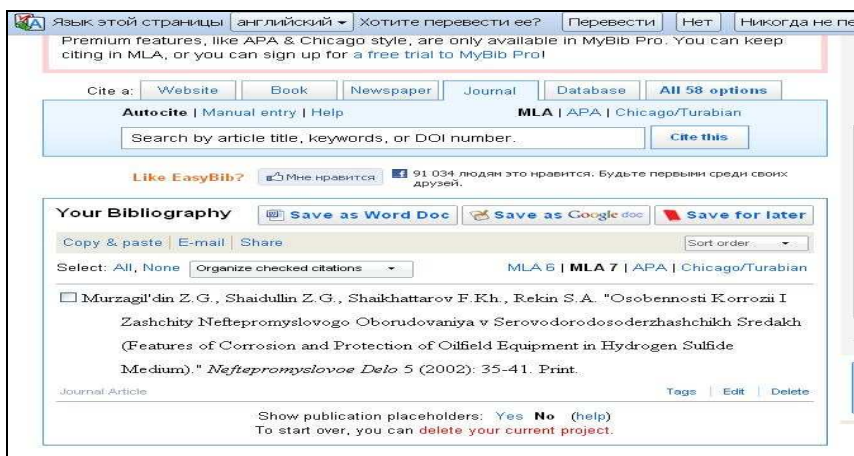 Язык этой страницы английский Хотите перевести ее? Перевести Нет Никогда не пе
Premium features, like APA & Chicago style, are only available in MyBib Pro. You can keep
citing in MLA, or you can sign up for a free trial to MyBib Pro!
Cite a: Website Book Newspaper Journal Database All 58 options
Autocite | Manual entry | Help MLA | APA | Chicago/Turabian
Search by article title, keywords, or DOI number. Cite this
Like EasyBib? Мне нравится 91 034 людям это нравится. Будьте первыми среди своих
друзей.
Your Bibliography Save as Word Doc Save as Google doc Save for later
Copy & paste | E-mail | Share Sort order
Select: All, None Organize checked citations MLA 6 | MLA 7 | APA | Chicago/Turabian
Murzagil'din Z.G., Shaidullin Z.G., Shaikhattarov F.Kh., Rekin S.A. "Osobennosti Korrozii I
Zashchity Neftepromyslovogo Oborudovaniya v Serovodorodosoderzhashchikh Sredakh
(Features of Corrosion and Protection of Oilfield Equipment in Hydrogen Sulfide
Medium)." Neftepromyslovoe Delo 5 (2002): 35-41. Print.
Journal Article Tags | Edit | Delete
Show publication placeholders: Yes No (help)
To start over, you can delete your current project.